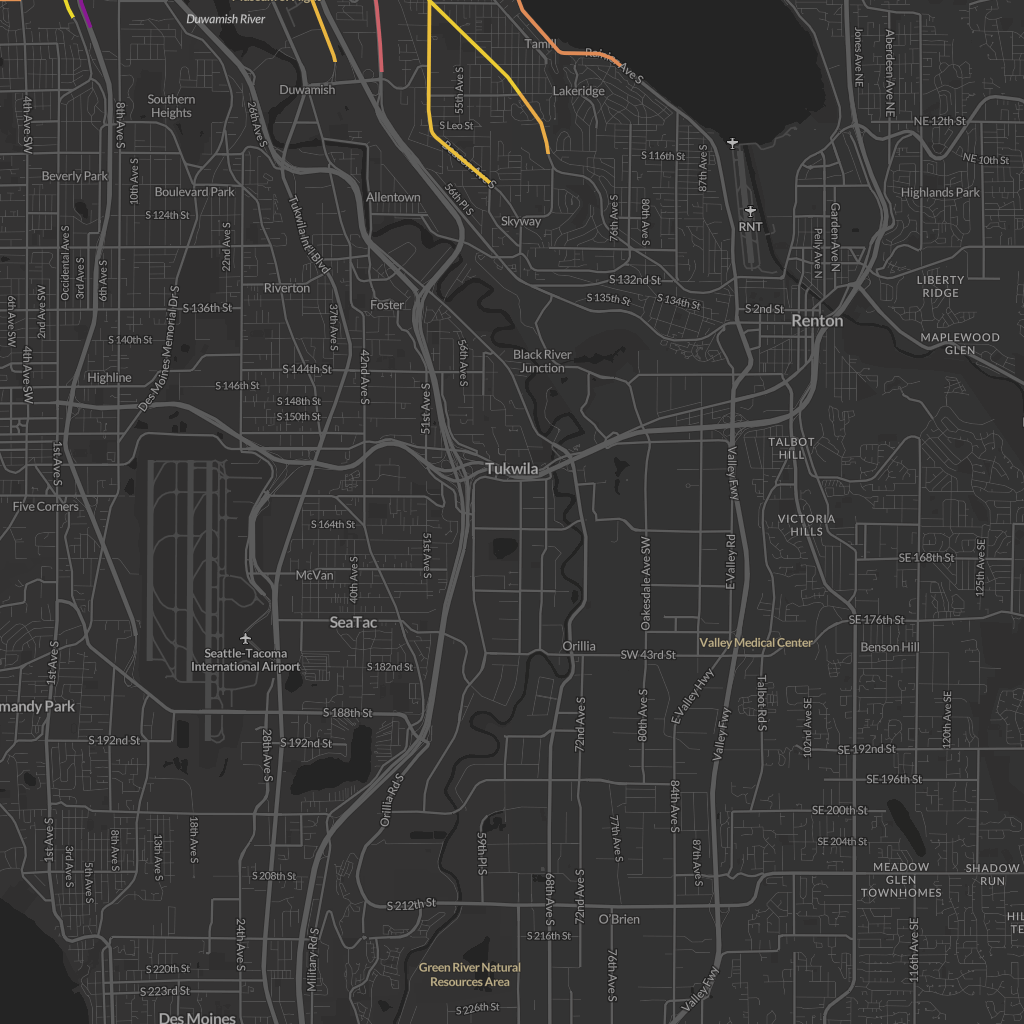 Duwamish River
Tamill
Rainier Ave S
Jones Ave NE
Aberdeen Ave NE
Duwamish
55th Ave S
Lakeridge
Southern
Heights
4th Ave SW
8th Ave S
26th Ave S
S Leo St
NE 12th St
S 116th St
87th Ave S
NE 10th St
Beverly Park
10th Ave S
Boulevard Park
Allentown
56th Pl S
Highlands Park
S 124th St
Tukwila Int'l Blvd
Skyway
76th Ave S
80th Ave S
RNT
Pelly Ave N
Garden Ave N
Occidental Ave S
3rd Ave S
6th Ave S
22nd Ave S
S 132nd St
LIBERTY
RIDGE
6th Ave SW
2nd Ave SW
Riverton
Foster
S 135th St
S 134th St
S 136th St
Des Moines Memorial Dr S
37th Ave S
S 2nd St
Renton
S 140th St
56th Ave S
Black River
Junction
MAPLEWOOD
GLEN
4th Ave SW
Highline
S 144th St
42nd Ave S
S 146th St
S 148th St
S 150th St
51st Ave S
1st Ave S
Tukwila
Valley Fwy
TALBOT
HILL
Five Corners
S 164th St
VICTORIA
HILLS
51st Ave S
Oakesdale Ave SW
E Valley Rd
SE 168th St
125th Ave SE
McVan
40th Ave S
SeaTac
SE 176th St
Seattle-Tacoma
International Airport
1st Ave S
S 182nd St
Orillia
SW 43rd St
Valley Medical Center
Benson Hill
mandy Park
S 188th St
E Valley Hwy
Talbot Rd S
S 192nd St
28th Ave S
S 192nd St
72nd Ave S
80th Ave S
Valley Fwy
102nd Ave SE
120th Ave SE
SE 192nd St
SE 196th St
Orillia Rd S
84th Ave S
SE 200th St
1st Ave S
3rd Ave S
5th Ave S
8th Ave S
13th Ave S
18th Ave S
59th Pl S
77th Ave S
87th Ave S
SE 204th St
S 208th St
68th Ave S
72nd Ave S
MEADOW
GLEN
TOWNHOMES
SHADOW
RUN
S 212th St
O'Brien
24th Ave S
Military Rd S
S 216th St
116th Ave SE
S 220th St
S 223rd St
Green River Natural
Resources Area
76th Ave S
Valley Fwy
S 226th St
Des Moines